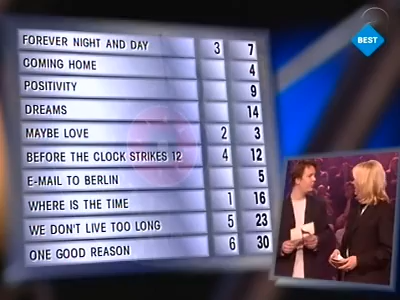 FOREVER NIGHT AND DAY 3 7
COMING HOME 4
POSITIVITY 9
DREAMS 14
MAYBE LOVE 2 3
BEFORE THE CLOCK STRIKES 12 4 12
E-MAIL TO BERLIN 5
WHERE IS THE TIME 1 16
WE DON'T LIVE TOO LONG 5 23
ONE GOOD REASON 6 30
BEST